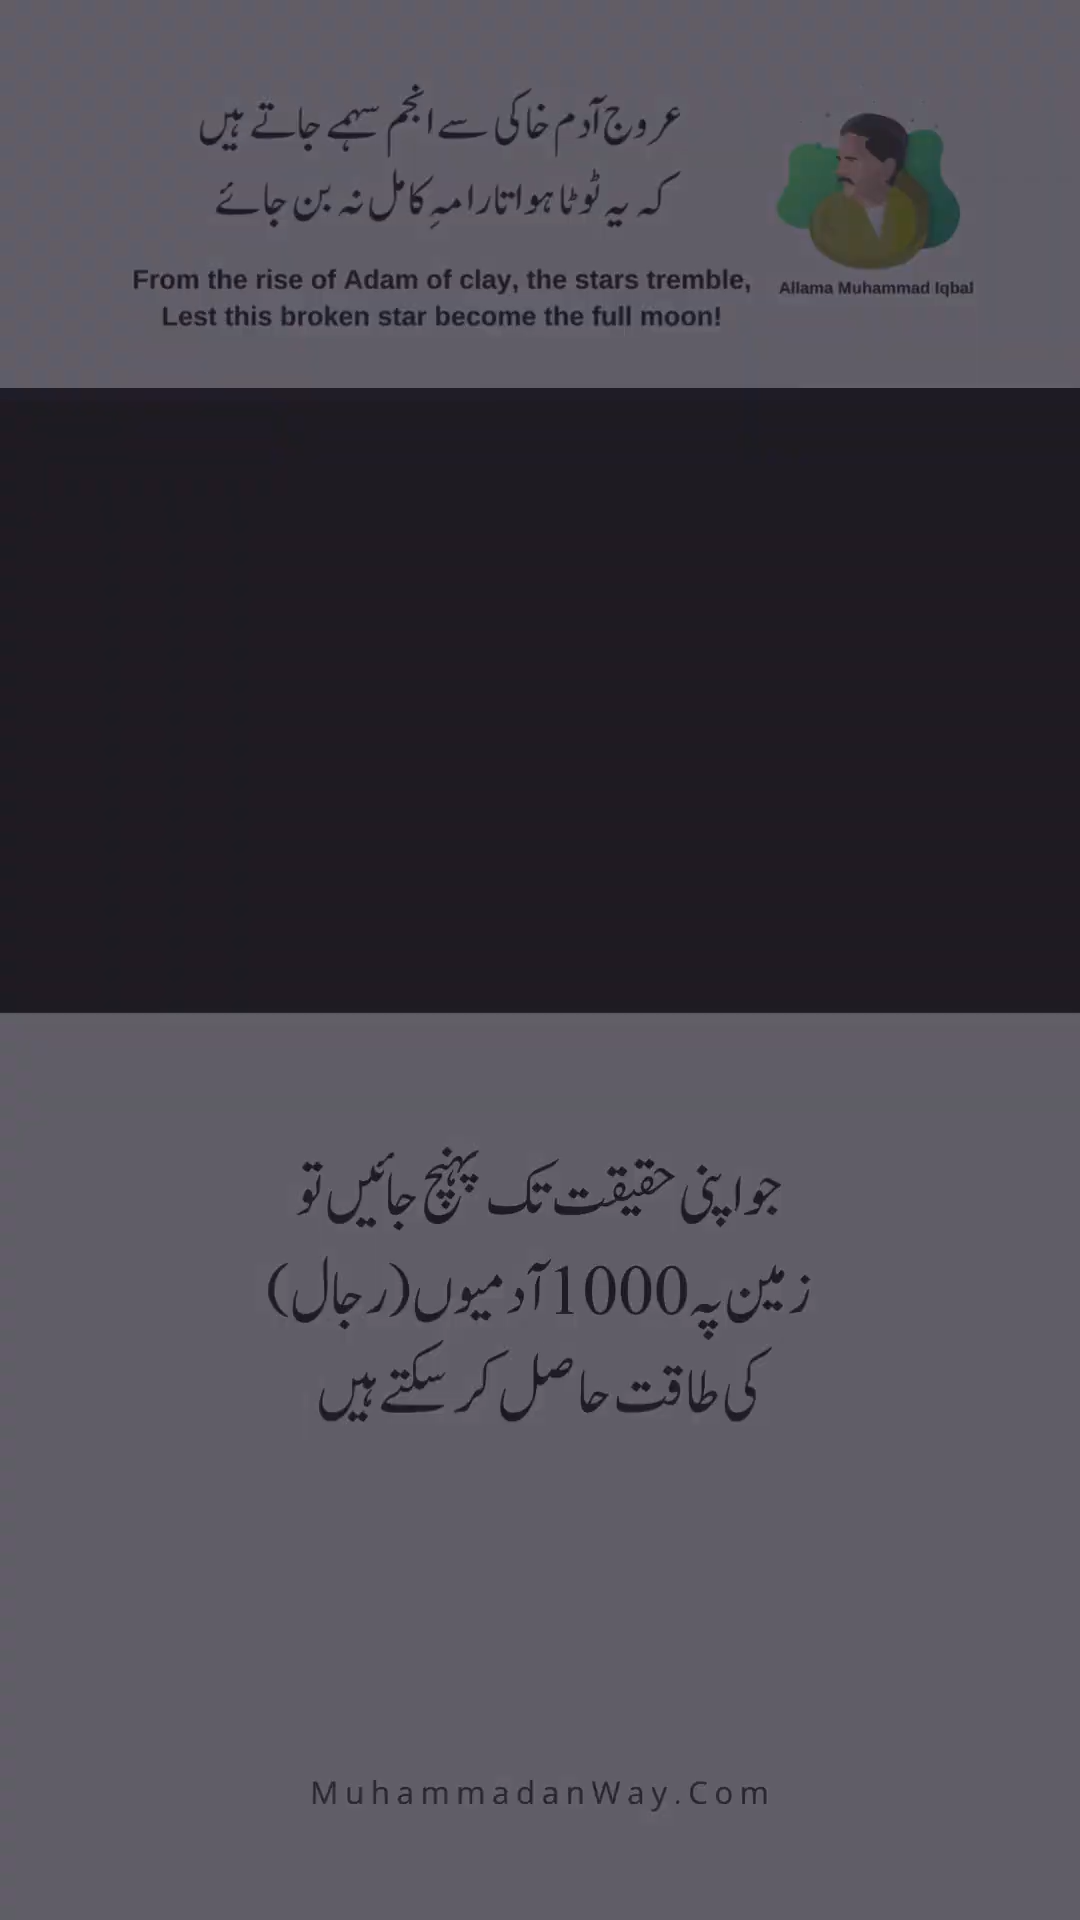 عروجِ آدم خاکی سے انجم سہمے جاتے ہیں
کہ یہ ٹوٹا ہوا تارا مہِ کامل نہ بن جائے
From the rise of Adam of clay, the stars tremble,
Lest this broken star become the full moon!
Allama Muhammad Iqbal
جو اپنی حقیقت تک پہنچ جائیں تو
زمین پہ 1000 آدمیوں (رجال)
کی طاقت حاصل کر سکتے ہیں
MuhammadanWay.Com